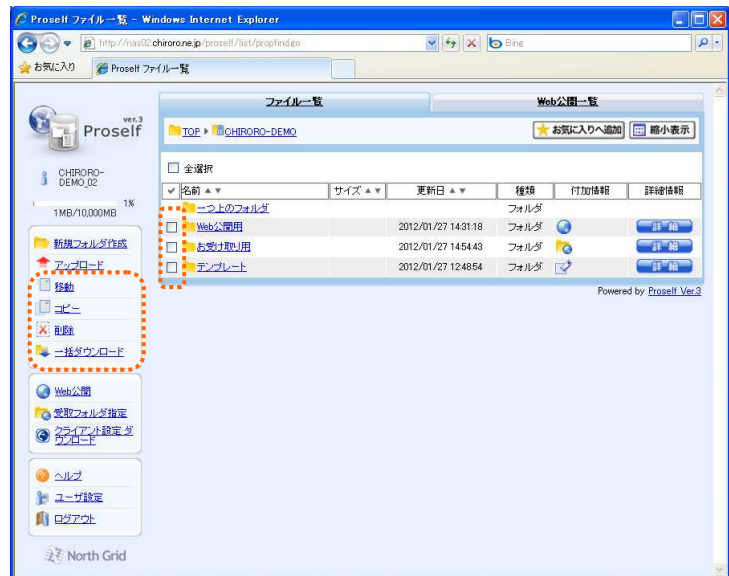 Proself ファイル一覧 - Windows Internet Explorer
http://nas02.chiroro.ne.jp/proself/list/propfind.go
Bing
お気に入り
Proself ファイル一覧
ver.3
Proself
CHIRORO-
DEMO_02
1%
1MB/10,000MB
新規フォルダ作成
アップロード
移動
コピー
削除
一括ダウンロード
Web公開
受取フォルダ指定
クライアント設定 ダ
ウンロード
ヘルプ
ユーザ設定
ログアウト
North Grid
ファイル一覧 Web公開一覧
TOP CHIRORO-DEMO お気に入りへ追加 縮小表示
全選択
名前 ▲ ▼ サイズ ▲ ▼ 更新日 ▲ ▼ 種類 付加情報 詳細情報
一つ上のフォルダ フォルダ
Web公開用 2012/01/27 14:31:18 フォルダ 詳細
お受け取り用 2012/01/27 14:54:43 フォルダ 詳細
テンプレート 2012/01/27 12:48:54 フォルダ 詳細
Powered by Proself Ver.3